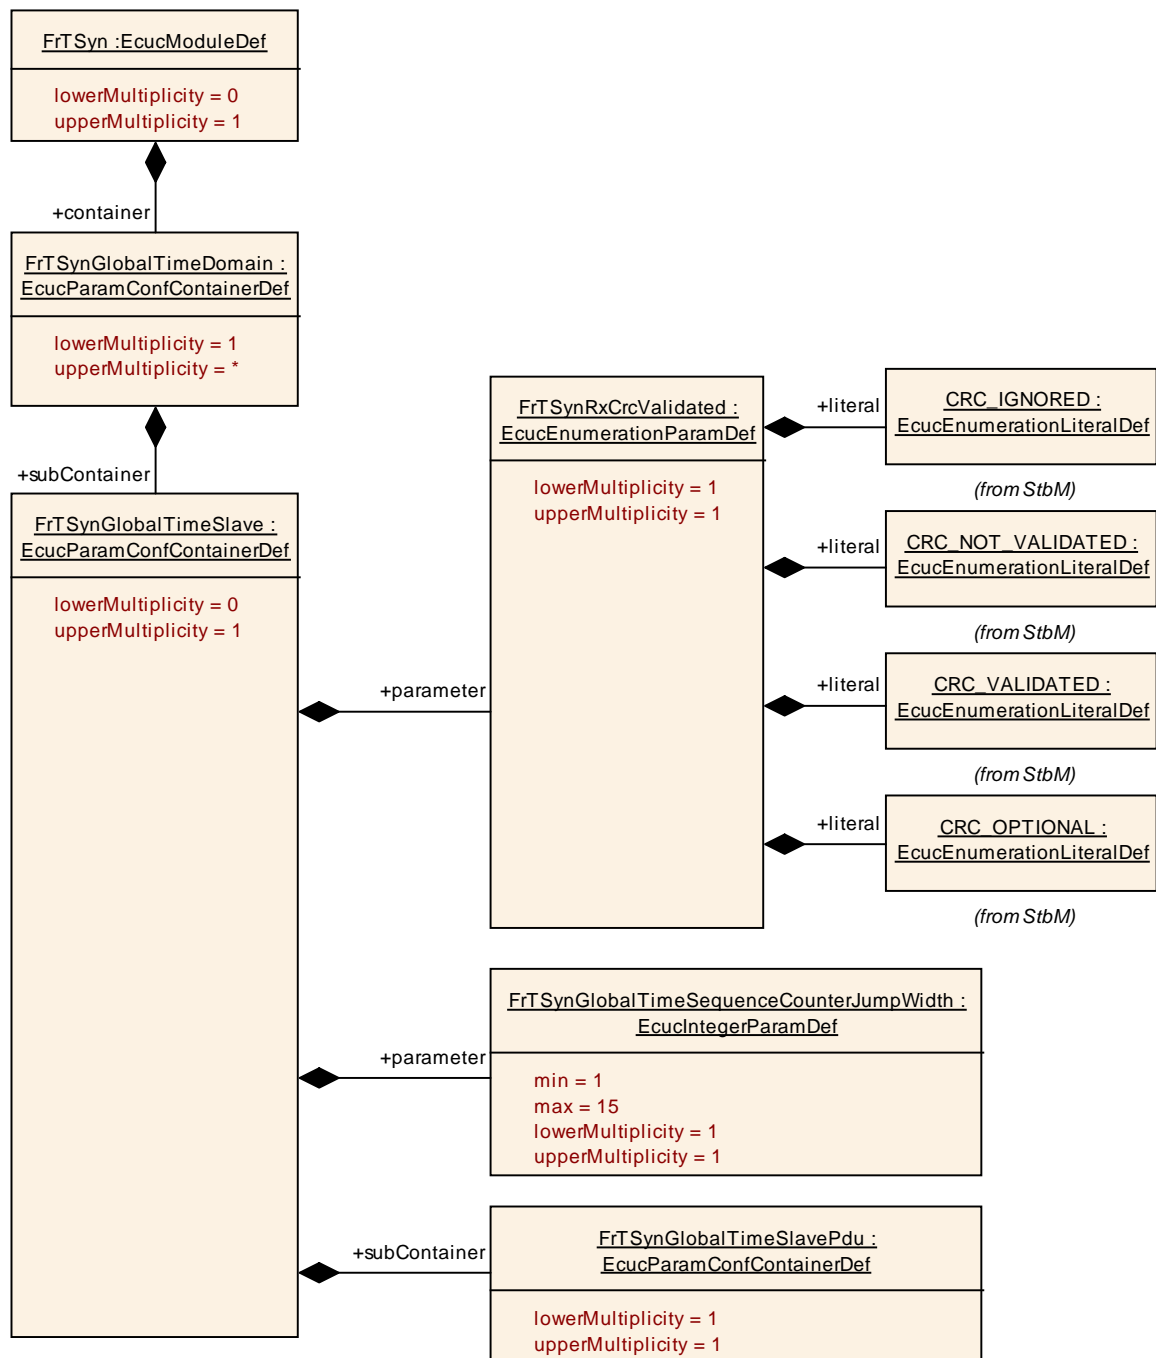 FrTSyn :EcucModuleDef
lowerMultiplicity = 0
upperMultiplicity = 1
+container
FrTSynGlobalTimeDomain :
EcucParamConfContainerDef
lowerMultiplicity = 1
upperMultiplicity = *
+subContainer
FrTSynGlobalTimeSlave :
EcucParamConfContainerDef
lowerMultiplicity = 0
upperMultiplicity = 1
+parameter
FrTSynRxCrcValidated :
EcucEnumerationParamDef
lowerMultiplicity = 1
upperMultiplicity = 1
+literal
CRC_IGNORED :
EcucEnumerationLiteralDef
(from StbM)
+literal
CRC_NOT_VALIDATED :
EcucEnumerationLiteralDef
(from StbM)
+literal
CRC_VALIDATED :
EcucEnumerationLiteralDef
(from StbM)
+literal
CRC_OPTIONAL :
EcucEnumerationLiteralDef
(from StbM)
+parameter
FrTSynGlobalTimeSequenceCounterJumpWidth :
EcucIntegerParamDef
min = 1
max = 15
lowerMultiplicity = 1
upperMultiplicity = 1
+subContainer
FrTSynGlobalTimeSlavePdu :
EcucParamConfContainerDef
lowerMultiplicity = 1
upperMultiplicity = 1